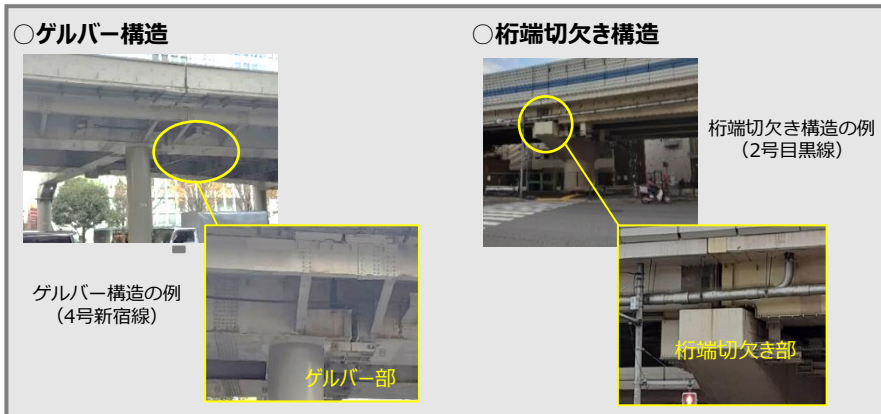 ○ゲルバー構造
ゲルバー構造の例
（4号新宿線）
ゲルバー部
○桁端切欠き構造
桁端切欠き構造の例
（2号目黒線）
桁端切欠き部